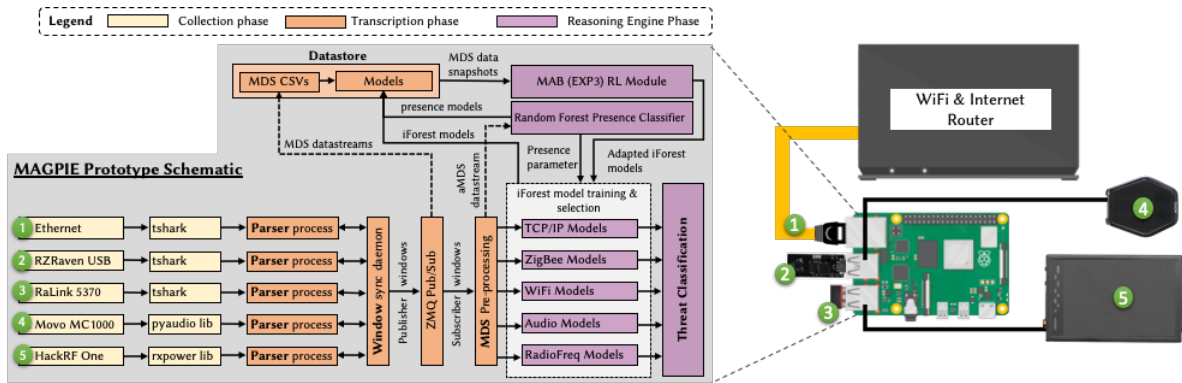 Legend
Collection phase
Transcription phase
Reasoning Engine Phase
Datastore
MDS CSVs
Models
MDS data
snapshots
MAB (EXP3) RL Module
presence models
Random Forest Presence Classifier
iForest models
MDS datastreams
aMDS
datastream
Presence
parameter
Adapted iForest
models
MAGPIE Prototype Schematic
iForest model training &
selection
1 Ethernet
tshark
Parser process
2 RZRaven USB
tshark
Parser process
3 RaLink 5370
tshark
Parser process
4 Movo MC1000
pyaudio lib
Parser process
5 HackRF One
rxpower lib
Parser process
Window sync daemon
Publisher windows
ZMQ Pub/Sub
Subscriber windows
MDS Pre-processing
TCP/IP Models
ZigBee Models
WiFi Models
Audio Models
RadioFreq Models
Threat Classification
WiFi & Internet
Router
1
2
3
4
5